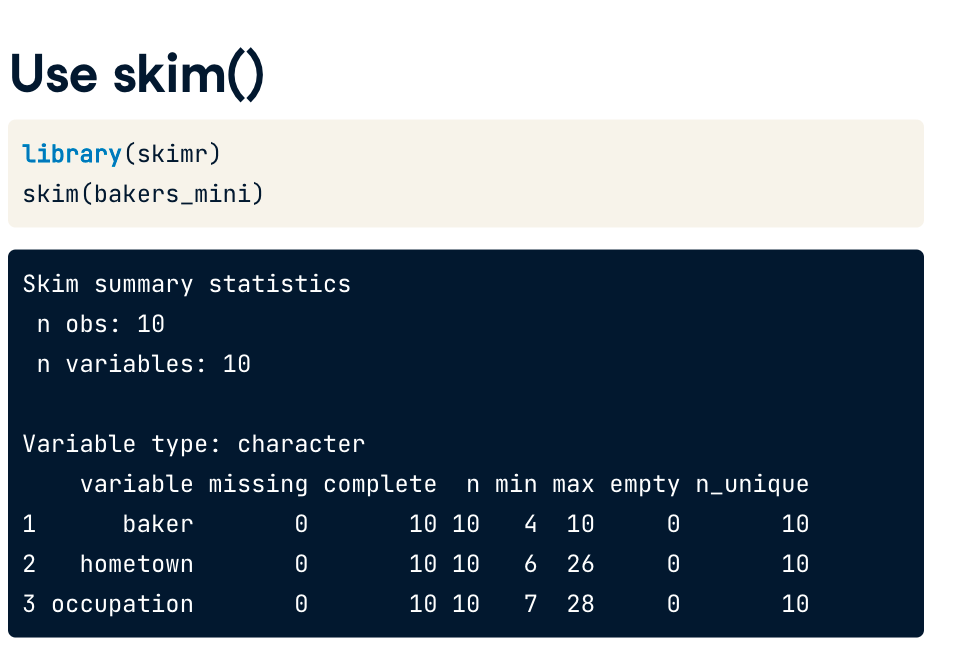 Use skim()
library(skimr)
skim(bakers_mini)
Skim summary statistics
 n obs: 10
 n variables: 10
Variable type: character
    variable missing complete  n min max empty n_unique
1      baker       0       10 10   4  10     0       10
2   hometown       0       10 10   6  26     0       10
3 occupation       0       10 10   7  28     0       10